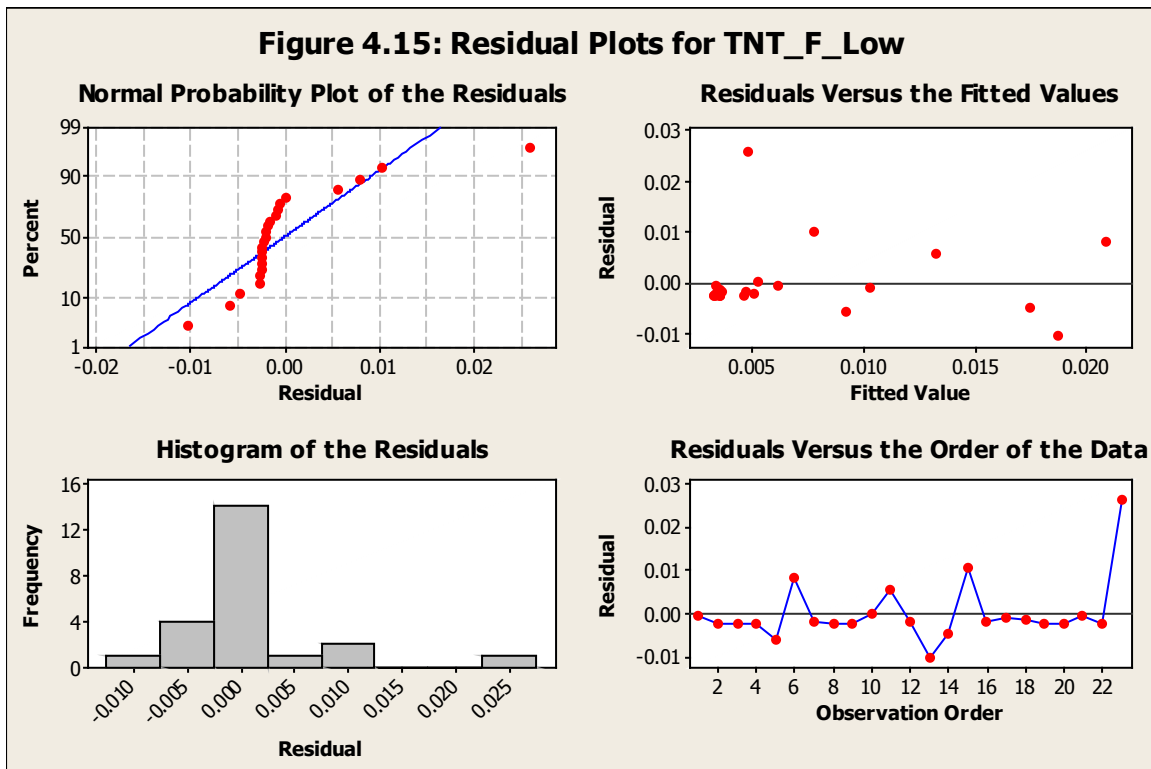 Figure 4.15: Residual Plots for TNT_F_Low
Normal Probability Plot of the Residuals
99
90
50
10
1
Percent
-0.02 -0.01 0.00 0.01 0.02
Residual
Residuals Versus the Fitted Values
0.03
0.02
0.01
0.00
-0.01
Residual
0.005 0.010 0.015 0.020
Fitted Value
Histogram of the Residuals
16
12
8
4
0
Frequency
-0.010 -0.005 0.000 0.005 0.010 0.015 0.020 0.025
Residual
Residuals Versus the Order of the Data
0.03
0.02
0.01
0.00
-0.01
Residual
2 4 6 8 10 12 14 16 18 20 22
Observation Order